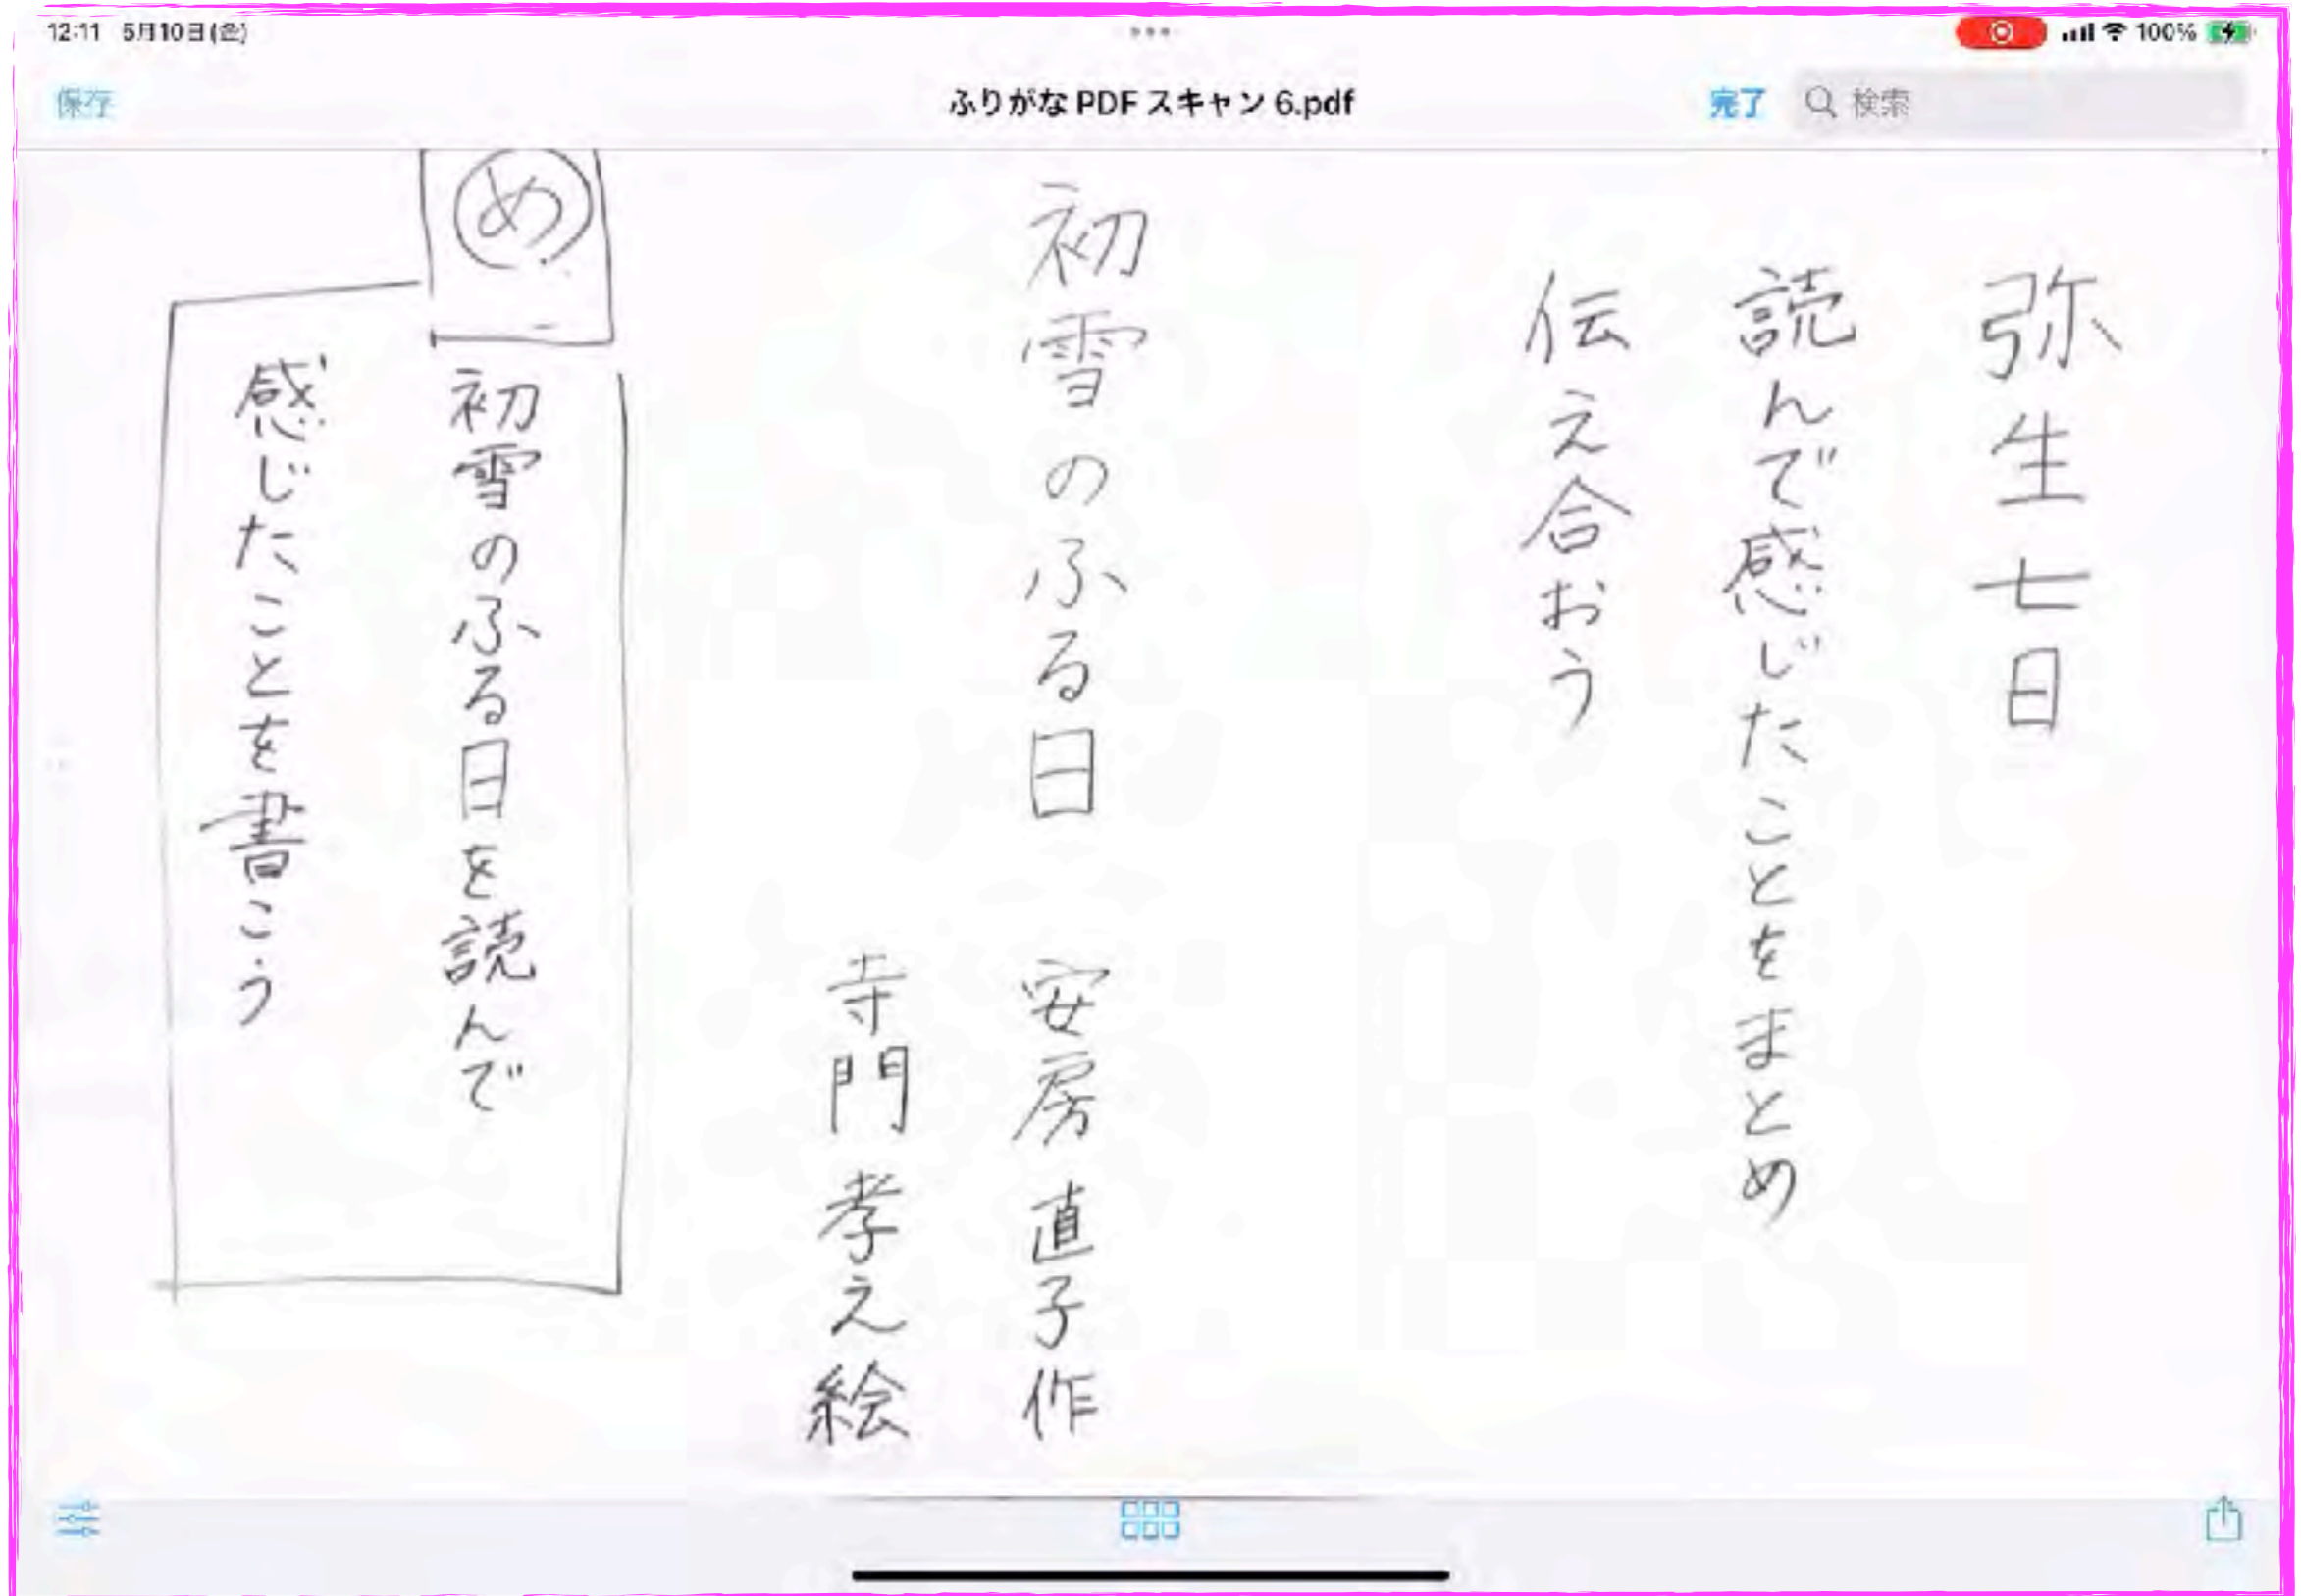 12:11 5月10日(金)
100%
保存
ふりがな PDF スキャン 6.pdf
完了
検索
弥生七日
読んで感じたことをまとめ
伝え合おう
初雪のふる日 安房直子作
寺門孝え絵
め
初雪のふる日を読んで
感じたことを書こう